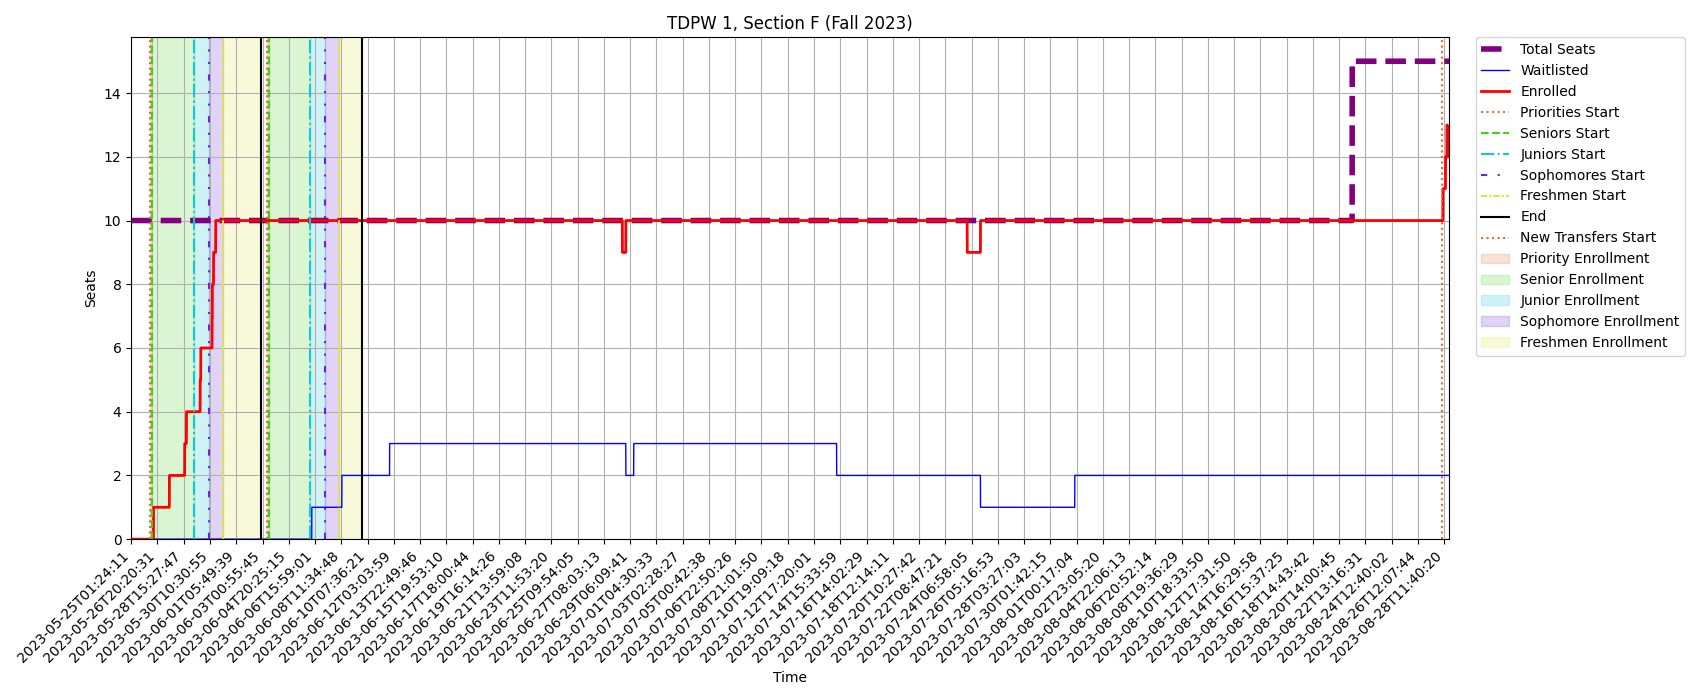 TDPW 1, Section F (Fall 2023)
Seats
14
12
10
8
6
4
2
0
2023-05-25T01:24:11
2023-05-26T20:20:31
2023-05-28T15:27:47
2023-05-30T10:30:55
2023-06-01T05:49:39
2023-06-03T00:55:45
2023-06-04T20:25:15
2023-06-06T15:59:01
2023-06-08T11:34:48
2023-06-10T07:36:21
2023-06-12T03:03:59
2023-06-13T22:49:46
2023-06-15T19:53:10
2023-06-17T18:00:44
2023-06-19T16:14:26
2023-06-21T13:59:08
2023-06-23T11:53:20
2023-06-25T09:54:05
2023-06-27T08:03:13
2023-06-29T06:09:41
2023-07-01T04:30:33
2023-07-03T02:28:27
2023-07-05T00:42:38
2023-07-06T22:50:26
2023-07-08T21:01:50
2023-07-10T19:09:18
2023-07-12T17:20:01
2023-07-14T15:33:59
2023-07-16T14:02:29
2023-07-18T12:14:11
2023-07-20T10:27:42
2023-07-22T08:47:21
2023-07-24T06:58:05
2023-07-26T05:16:53
2023-07-28T03:27:03
2023-07-30T01:42:15
2023-08-01T00:17:04
2023-08-02T23:05:20
2023-08-04T22:06:13
2023-08-06T20:52:14
2023-08-08T19:36:29
2023-08-10T18:33:50
2023-08-12T17:31:50
2023-08-14T16:29:58
2023-08-16T15:37:25
2023-08-18T14:43:42
2023-08-20T14:00:45
2023-08-22T13:16:31
2023-08-24T12:40:02
2023-08-26T12:07:44
2023-08-28T11:40:20
Time
Total Seats
Waitlisted
Enrolled
Priorities Start
Seniors Start
Juniors Start
Sophomores Start
Freshmen Start
End
New Transfers Start
Priority Enrollment
Senior Enrollment
Junior Enrollment
Sophomore Enrollment
Freshmen Enrollment